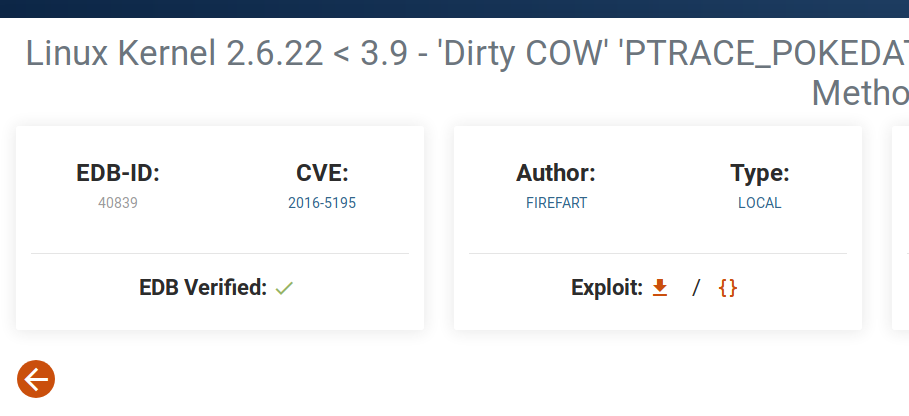 Linux Kernel 2.6.22 < 3.9 - 'Dirty COW' 'PTRACE_POKEDAT
Metho
EDB-ID:
40839
CVE:
2016-5195
Author:
FIREFART
Type:
LOCAL
EDB Verified:
Exploit: / {}